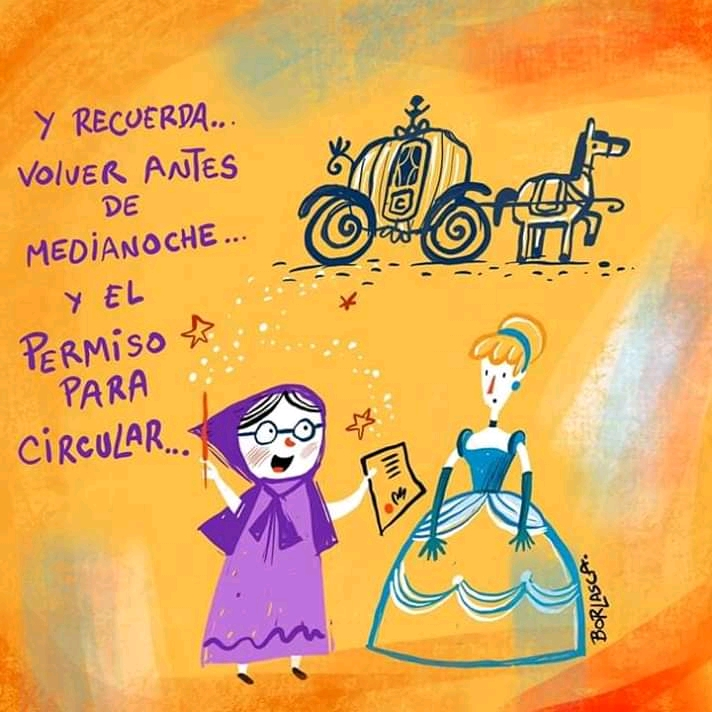 Y RECUERDA...
VOLVER ANTES
DE
MEDIANOCHE...
Y EL
PERMISO
PARA
CIRCULAR...
BORLASCA.